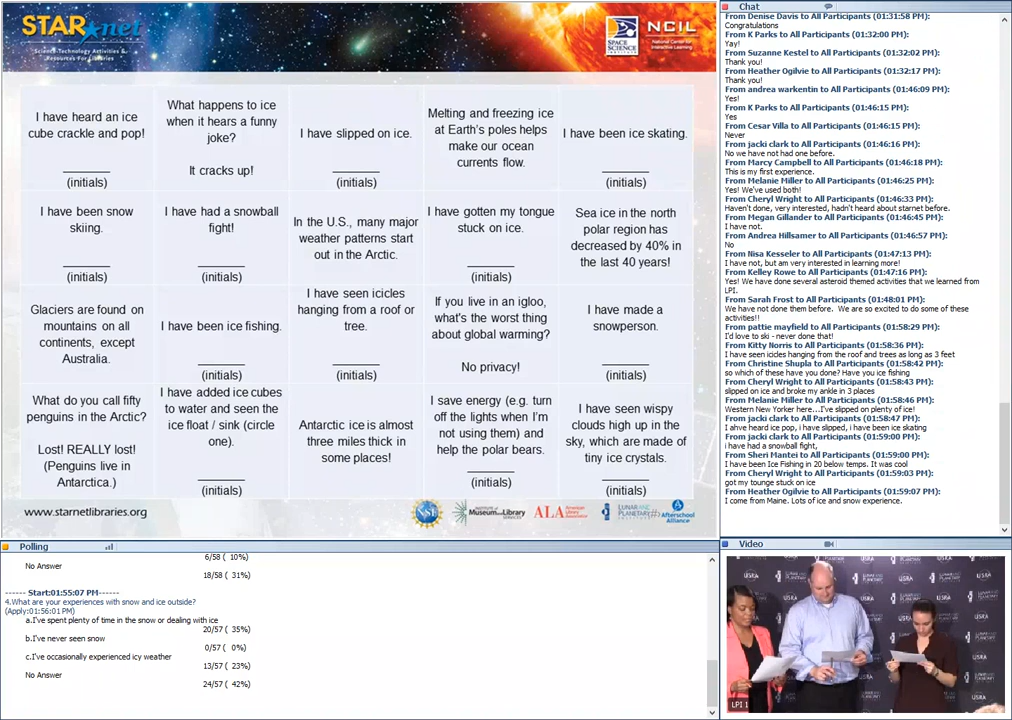 STAR net
Science-Technology Activities &
Resources For Libraries
SPACE
SCIENCE
INSTITUTE
NCIL
National Center for
Interactive Learning
I have heard an ice
cube crackle and pop!
(initials)
What happens to ice
when it hears a funny
joke?
It cracks up!
I have slipped on ice.
(initials)
Melting and freezing ice
at Earth's poles helps
make our ocean
currents flow.
I have been ice skating.
(initials)
I have been snow
skiing.
(initials)
I have had a snowball
fight!
(initials)
In the U.S., many major
weather patterns start
out in the Arctic.
I have gotten my tongue
stuck on ice.
(initials)
Sea ice in the north
polar region has
decreased by 40% in
the last 40 years!
Glaciers are found on
mountains on all
continents, except
Australia.
I have been ice fishing.
(initials)
I have seen icicles
hanging from a roof or
tree.
(initials)
If you live in an igloo,
what's the worst thing
about global warming?
No privacy!
I have made a
snowperson.
(initials)
What do you call fifty
penguins in the Arctic?
Lost! REALLY lost!
(Penguins live in
Antarctica.)
I have added ice cubes
to water and seen the
ice float / sink (circle
one).
(initials)
Antarctic ice is almost
three miles thick in
some places!
I save energy (e.g. turn
off the lights when I'm
not using them) and
help the polar bears.
(initials)
I have seen wispy
clouds high up in the
sky, which are made of
tiny ice crystals.
(initials)
www.starnetlibraries.org
NSF
INSTITUTE of
Museum and Library
SERVICES
ALA American
Library
Association
LUNAR AND
PLANETARY
INSTITUTE
Afterschool
Alliance
Chat
From Denise Davis to All Participants (01:31:58 PM):
Congratulations
From K Parks to All Participants (01:32:00 PM):
Yay!
From Suzanne Kestel to All Participants (01:32:02 PM):
Thank you!
From Heather Ogilvie to All Participants (01:32:17 PM):
Thank you!
From andrea warkentin to All Participants (01:46:09 PM):
Yes!
From K Parks to All Participants (01:46:15 PM):
Yes
From Cesar Villa to All Participants (01:46:15 PM):
Never
From jacki clark to All Participants (01:46:16 PM):
No we have not had one before.
From Marcy Campbell to All Participants (01:46:18 PM):
This is my first experience.
From Melanie Miller to All Participants (01:46:25 PM):
Yes! We've used both!
From Cheryl Wright to All Participants (01:46:33 PM):
Haven't done, very interested, hadn't heard about starnet before.
From Megan Gillander to All Participants (01:46:45 PM):
I have not.
From Andrea Hillsamer to All Participants (01:46:57 PM):
No
From Nisa Kesseler to All Participants (01:47:13 PM):
I have not, but am very interested in learning more!
From Kelley Rowe to All Participants (01:47:16 PM):
Yes! We have done several asteroid themed activities that we learned from
LPI.
From Sarah Frost to All Participants (01:48:01 PM):
We have not done them before. We are so excited to do some of these
activities!!
From pattie mayfield to All Participants (01:58:29 PM):
I'd love to ski - never done that!
From Kitty Norris to All Participants (01:58:36 PM):
I have seen icicles hanging from the roof and trees as long as 3 feet
From Christine Shupla to All Participants (01:58:42 PM):
so which of these have you done? Have you ice fishing
From Cheryl Wright to All Participants (01:58:43 PM):
slipped on ice and broke my ankle in 3 places
From Melanie Miller to All Participants (01:58:46 PM):
Western New Yorker here...I've slipped on plenty of ice!
From jacki clark to All Participants (01:58:47 PM):
I ahve heard ice pop, i have slipped, i have been ice skating
From jacki clark to All Participants (01:59:00 PM):
i have had a snowball fight,
From Sheri Mantei to All Participants (01:59:00 PM):
I have been Ice Fishing in 20 below temps. It was cool
From Cheryl Wright to All Participants (01:59:03 PM):
got my tounge stuck on ice
From Heather Ogilvie to All Participants (01:59:07 PM):
I come from Maine. Lots of ice and snow experience.
Polling
6/58 ( 10%)
No Answer
18/58 ( 31%)
------ Start:01:55:07 PM------
4.What are your experiences with snow and ice outside?
(Apply:01:56:01 PM)
a.I've spent plenty of time in the snow or dealing with ice
20/57 ( 35%)
b.I've never seen snow
0/57 ( 0%)
c.I've occasionally experienced icy weather
13/57 ( 23%)
No Answer
24/57 ( 42%)
Video
USRA
LPI 1